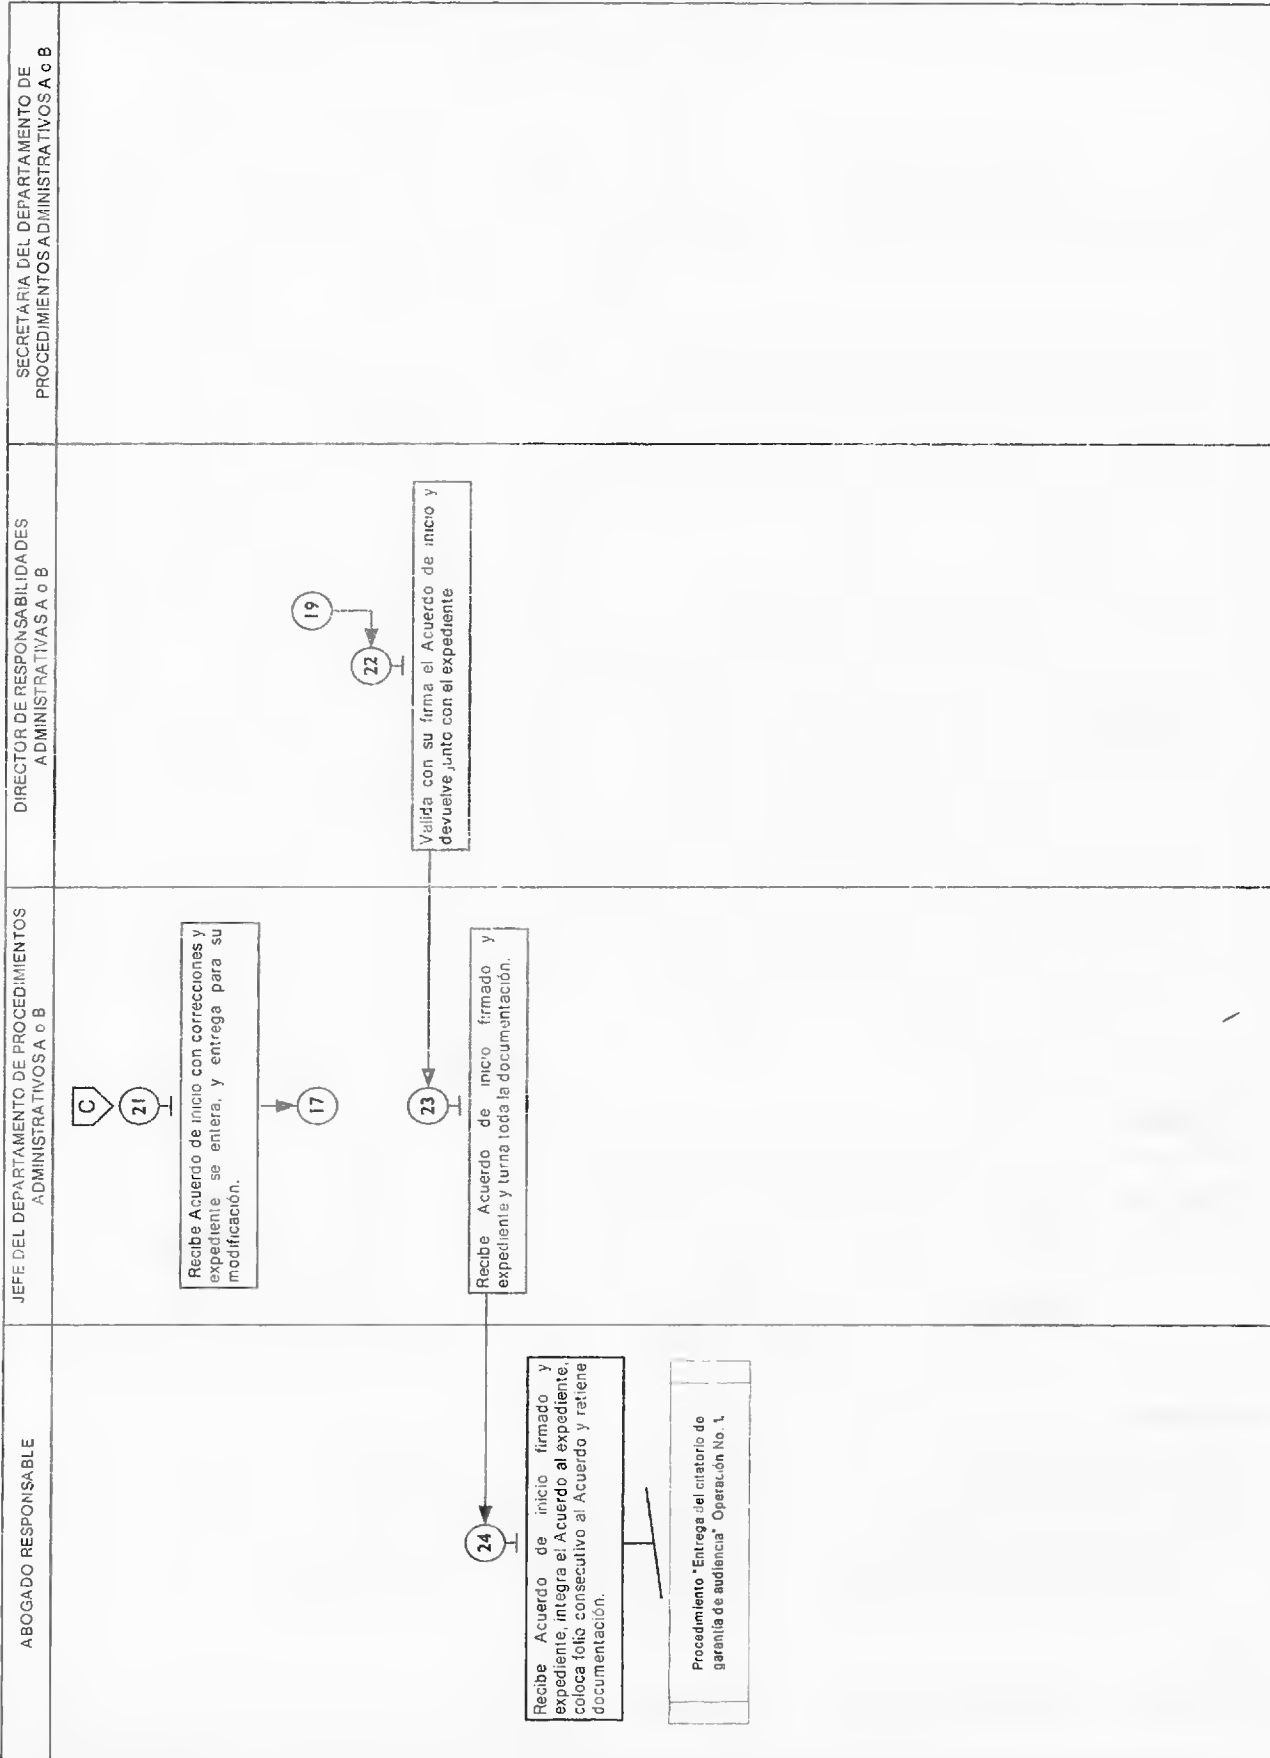 ABOGADO RESPONSABLE
JEFE DEL DEPARTAMENTO DE PROCEDIMIENTOS
ADMINISTRATIVOS A o B
DIRECTOR DE RESPONSABILIDADES
ADMINISTRATIVAS A o B
SECRETARIA DEL DEPARTAMENTO DE
PROCEDIMIENTOS ADMINISTRATIVOS A o B
C
21
Recibe Acuerdo de inicio con correcciones y
expediente se entera, y entrega para su
modificación.
17
19
22
Valida con su firma el Acuerdo de inicio y
devuelve junto con el expediente
23
Recibe Acuerdo de inicio firmado y
expediente y turna toda la documentación.
24
Recibe Acuerdo de inicio firmado y
expediente, integra el Acuerdo al expediente,
coloca folio consecutivo al Acuerdo y retiene
documentación.
Procedimiento "Entrega del citatorio de
garantía de audiencia" Operación No. 1.